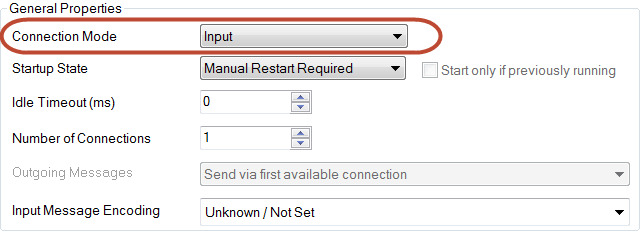 General Properties
Connection Mode Input
Startup State Manual Restart Required Start only if previously running
Idle Timeout (ms) 0
Number of Connections 1
Outgoing Messages Send via first available connection
Input Message Encoding Unknown / Not Set